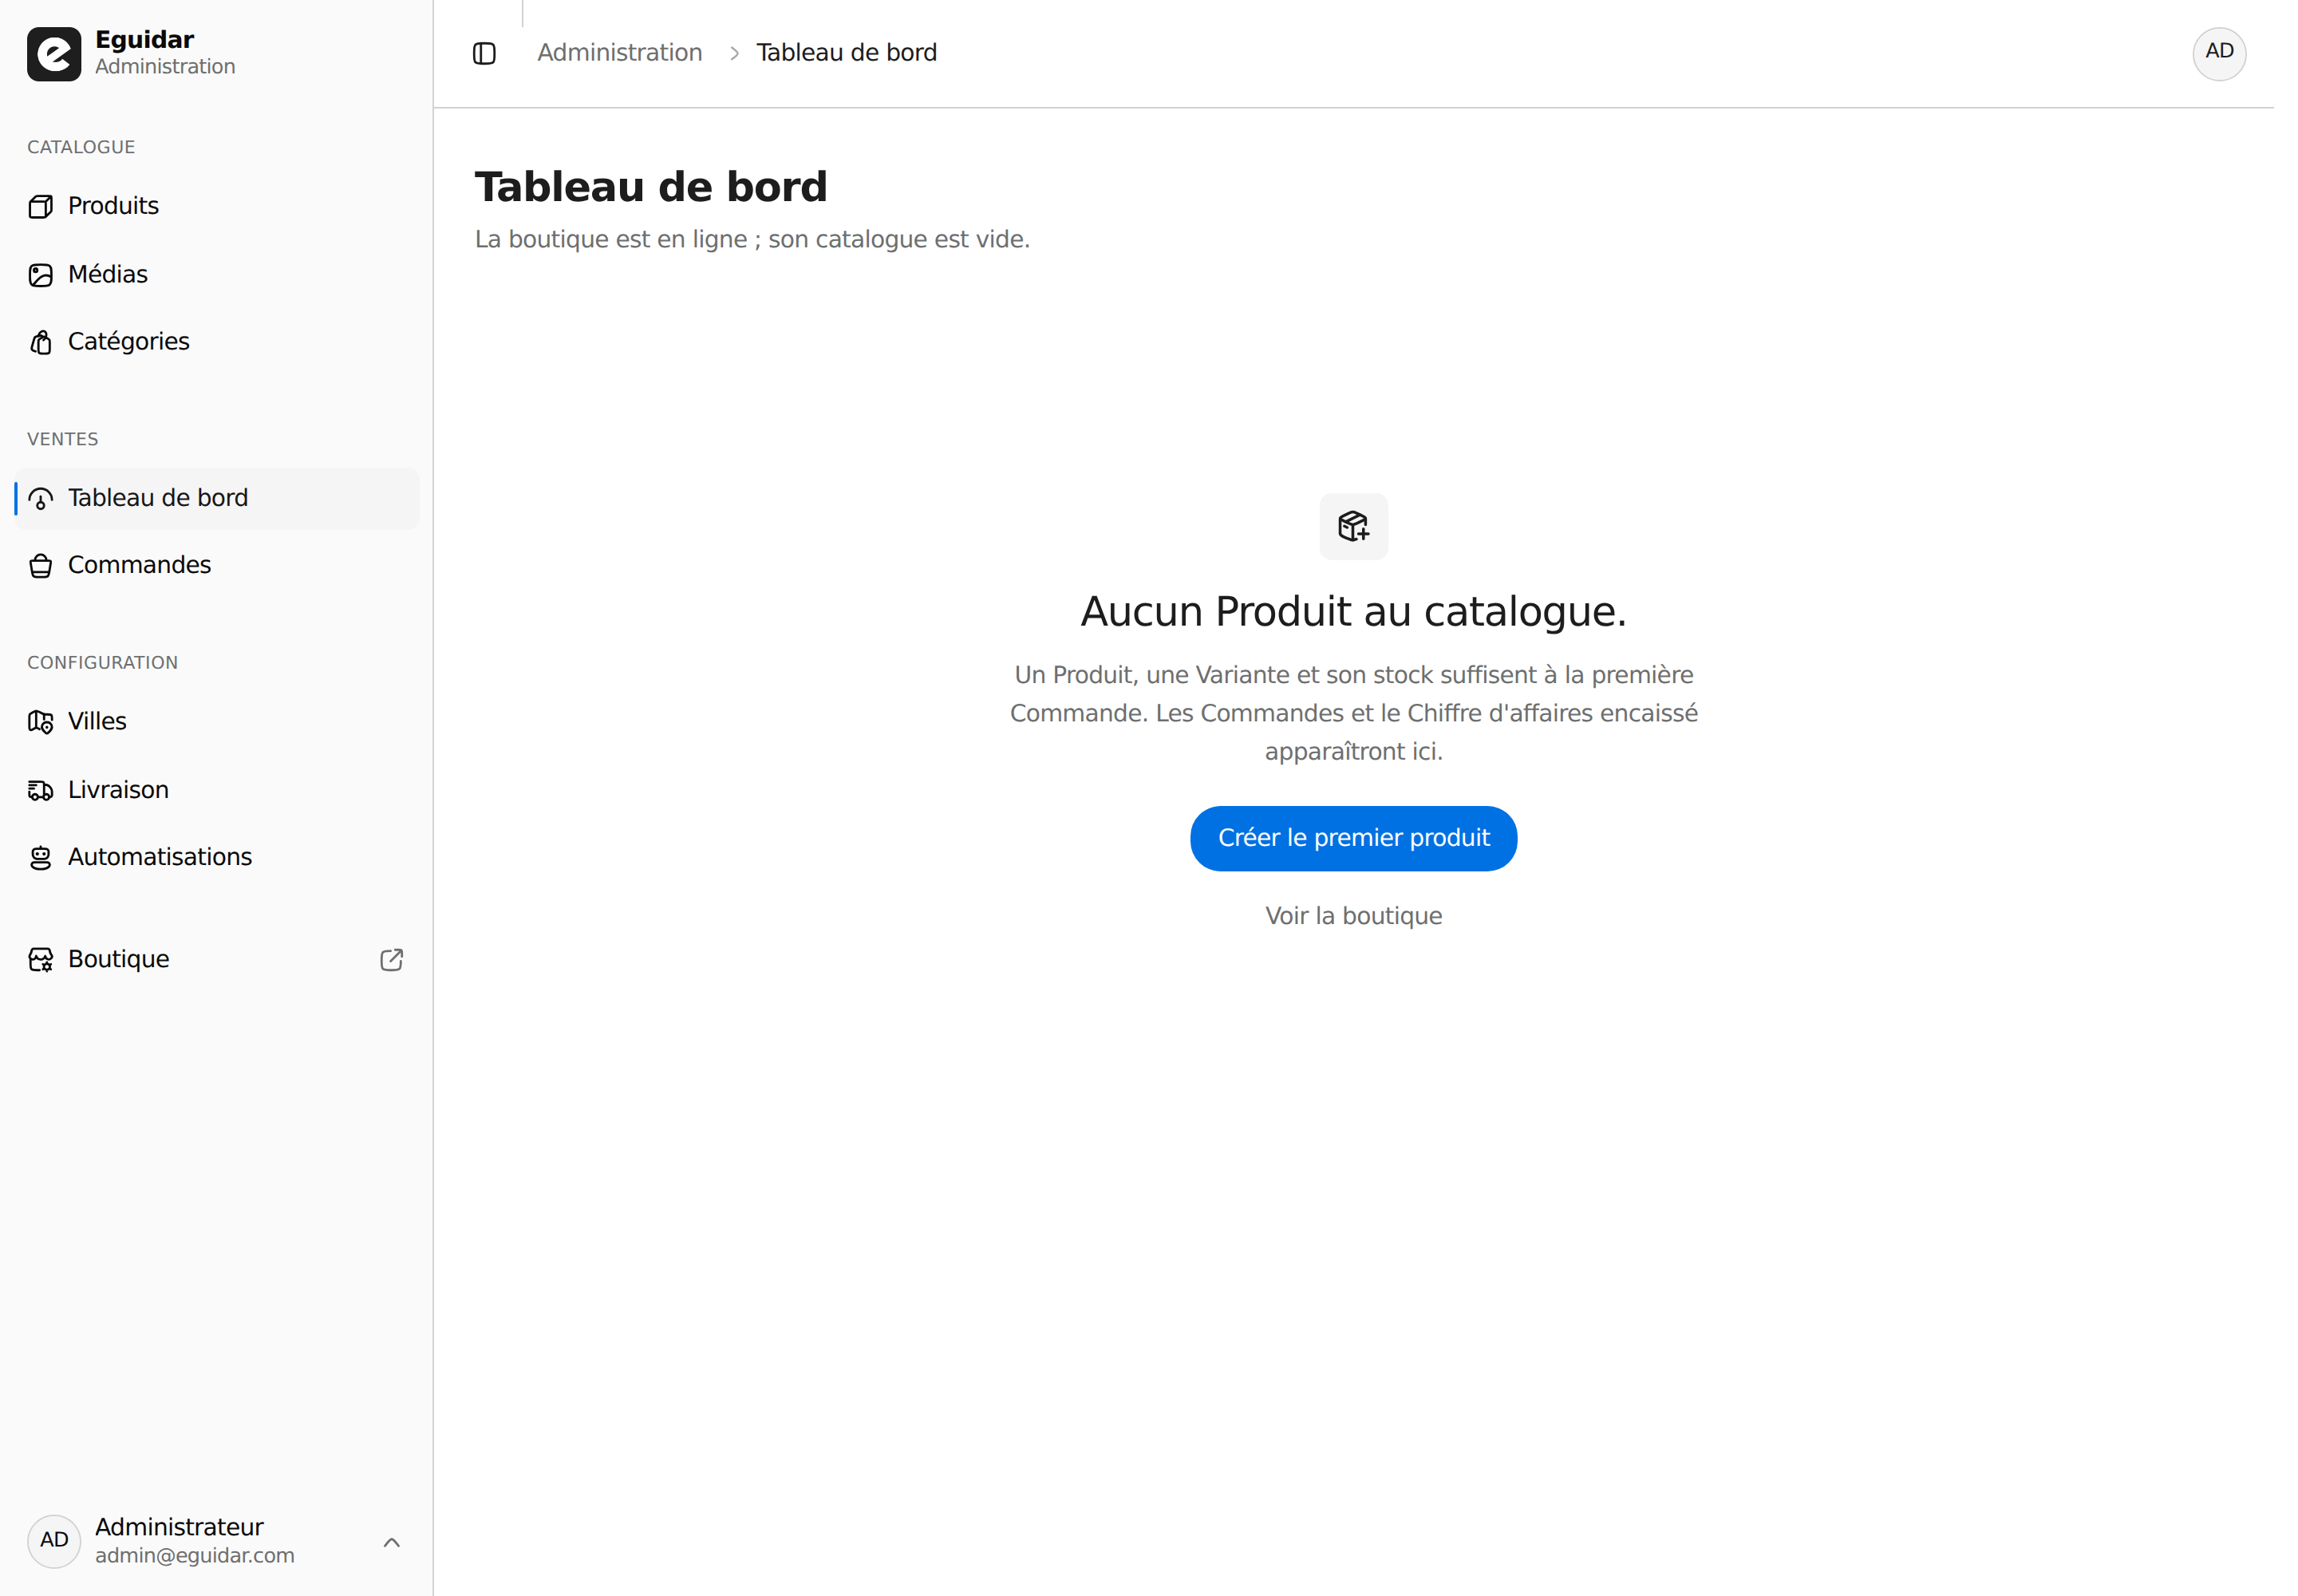 Eguidar
Administration
CATALOGUE
Produits
Médias
Catégories
VENTES
Tableau de bord
Commandes
CONFIGURATION
Villes
Livraison
Automatisations
Boutique
AD
Administrateur
admin@eguidar.com
Administration
Tableau de bord
AD
Tableau de bord
La boutique est en ligne ; son catalogue est vide.
Aucun Produit au catalogue.
Un Produit, une Variante et son stock suffisent à la première
Commande. Les Commandes et le Chiffre d'affaires encaissé
apparaîtront ici.
Créer le premier produit
Voir la boutique